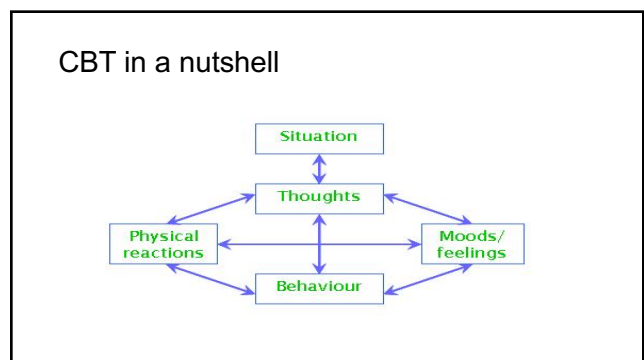 CBT in a nutshell
Situation
Thoughts
Physical
reactions
Moods/
feelings
Behaviour